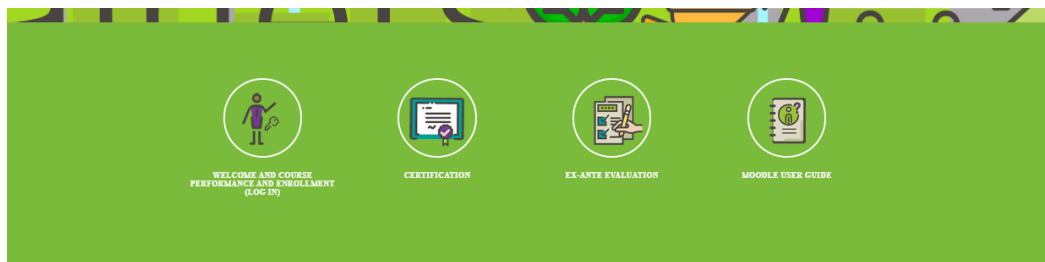 WELCOME AND COURSE
PERFORMANCE AND ENROLLMENT
(LOG IN)
CERTIFICATION
EX-ANTE EVALUATION
MOODLE USER GUIDE